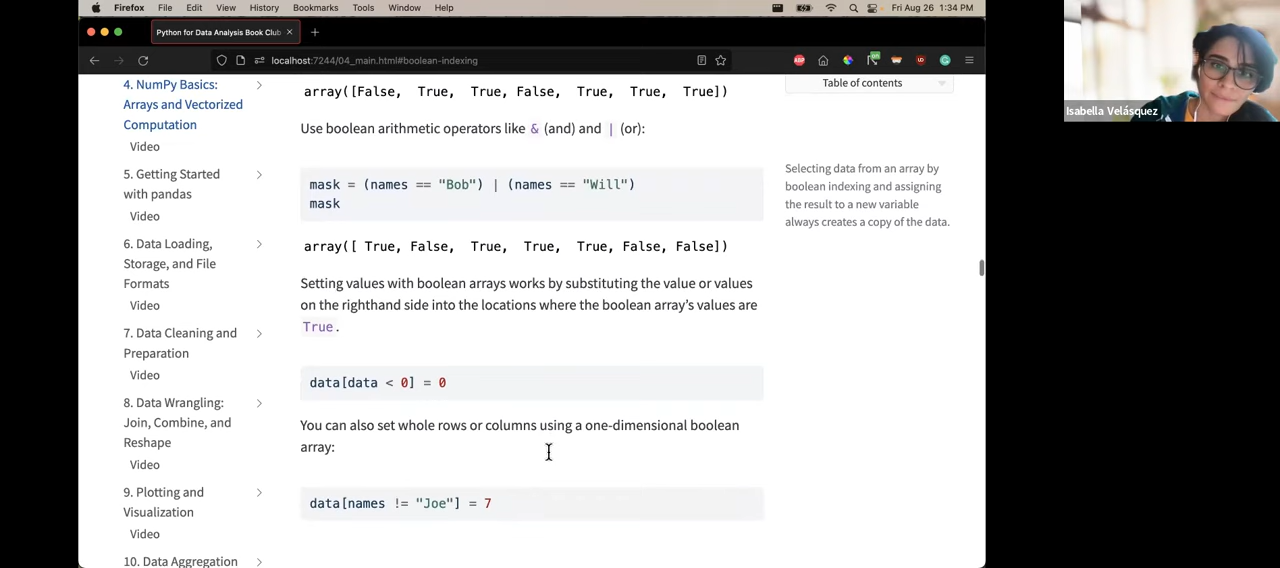 Firefox File Edit View History Bookmarks Tools Window Help Fri Aug 26 1:34 PM
Python for Data Analysis Book Club
localhost:7244/04_main.html#boolean-indexing
4. NumPy Basics:
Arrays and Vectorized
Computation
Video
5. Getting Started
with pandas
Video
6. Data Loading,
Storage, and File
Formats
Video
7. Data Cleaning and
Preparation
Video
8. Data Wrangling:
Join, Combine, and
Reshape
Video
9. Plotting and
Visualization
Video
10. Data Aggregation
array([False, True, True, False, True, True, True])
Use boolean arithmetic operators like & (and) and | (or):
mask = (names == "Bob") | (names == "Will")
mask
array([ True, False, True, True, True, False, False])
Setting values with boolean arrays works by substituting the value or values
on the righthand side into the locations where the boolean array's values are
True.
data[data < 0] = 0
You can also set whole rows or columns using a one-dimensional boolean
array:
data[names != "Joe"] = 7
Table of contents
Selecting data from an array by
boolean indexing and assigning
the result to a new variable
always creates a copy of the data.
Isabella Velásquez